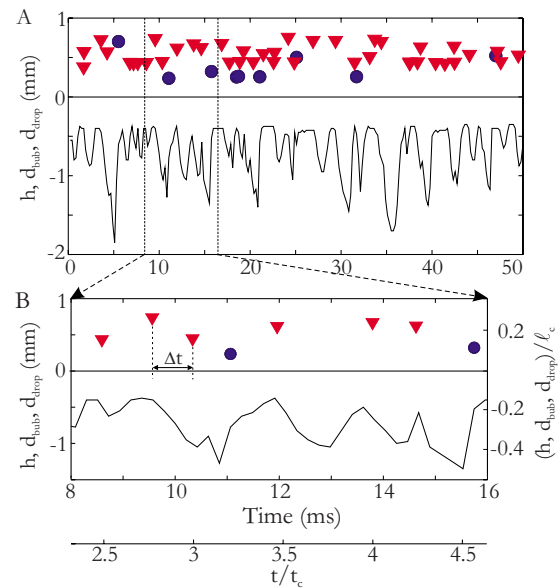 A
h, d_bub, d_drop (mm)
1
0
-1
-2
0 10 20 30 40 50
B
h, d_bub, d_drop (mm)
1
0
-1
Δt
0.2
-0.2
-0.4
(h, d_bub, d_drop)/ℓ_c
8 10 12 14 16
Time (ms)
2.5 3 3.5 4 4.5
t/t_c